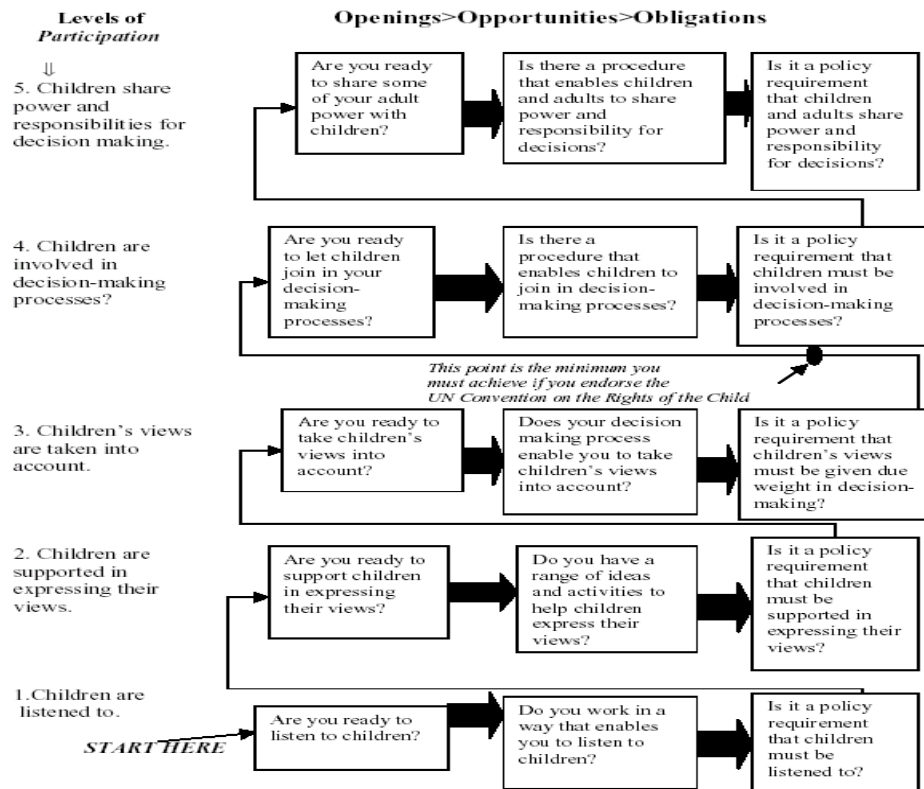 Levels of
Participation
⇓
Openings>Opportunities>Obligations
5. Children share
power and
responsibilities for
decision making.
Are you ready
to share some
of your adult
power with
children?
Is there a procedure
that enables children
and adults to share
power and
responsibility for
decisions?
Is it a policy
requirement
that children
and adults share
power and
responsibility
for decisions?
4. Children are
involved in
decision-making
processes?
Are you ready
to let children
join in your
decision-
making
processes?
Is there a
procedure that
enables children to
join in decision-
making processes?
Is it a policy
requirement that
children must be
involved in
decision-making
processes?
This point is the minimum you
must achieve if you endorse the
UN Convention on the Rights of the Child
3. Children's views
are taken into
account.
Are you ready to
take children's
views into
account?
Does your decision
making process
enable you to take
children's views
into account?
Is it a policy
requirement that
children's views
must be given due
weight in decision-
making?
2. Children are
supported in
expressing their
views.
Are you ready to
support children
in expressing
their views?
Do you have a
range of ideas
and activities to
help children
express their
views?
Is it a policy
requirement
that children
must be
supported in
expressing their
views?
1.Children are
listened to.
START HERE
Are you ready to
listen to children?
Do you work in a
way that enables
you to listen to
children?
Is it a policy
requirement
that children
must be
listened to?